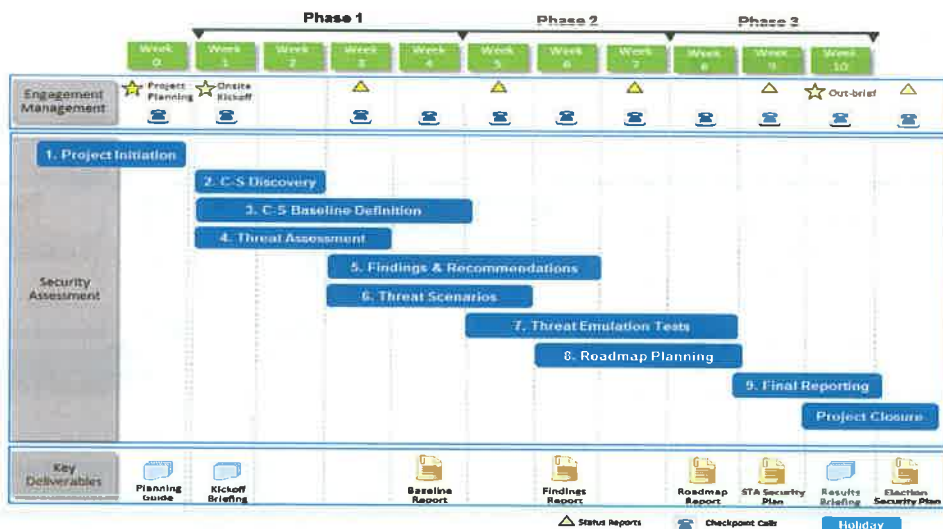 Phase 1
Phase 2
Phase 3
Week 0
Week 1
Week 2
Week 3
Week 4
Week 5
Week 6
Week 7
Week 8
Week 9
Week 10
Engagement
Management
Project
Planning
Onsite
Kickoff
Out-brief
Security
Assessment
1. Project Initiation
2. C-S Discovery
3. C-S Baseline Definition
4. Threat Assessment
5. Findings & Recommendations
6. Threat Scenarios
7. Threat Emulation Tests
8. Roadmap Planning
9. Final Reporting
Project Closure
Key
Deliverables
Planning
Guide
Kickoff
Briefing
Baseline
Report
Findings
Report
Roadmap
Report
STA Security
Plan
Results
Briefing
Election
Security Plan
Status Reports
Checkpoint Calls
Holiday